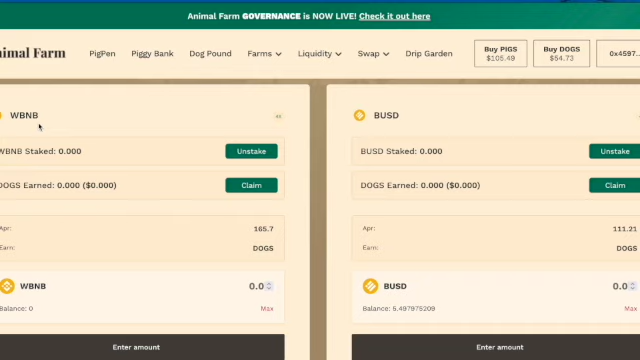 Animal Farm GOVERNANCE is NOW LIVE! Check it out here
nimal Farm
PigPen
Piggy Bank
Dog Pound
Farms
Liquidity
Swap
Drip Garden
Buy PIGS
$105.49
Buy DOGS
$54.73
0x4597..
WBNB
4X
WBNB Staked: 0.000
Unstake
DOGS Earned: 0.000 ($0.000)
Claim
Apr:
165.7
Earn:
DOGS
WBNB
0.0
Balance: 0
Max
Enter amount
BUSD
BUSD Staked: 0.000
Unstake
DOGS Earned: 0.000 ($0.000)
Claim
Apr:
111.21
Earn:
DOGS
BUSD
0.0
Balance: 5.497975209
Max
Enter amount